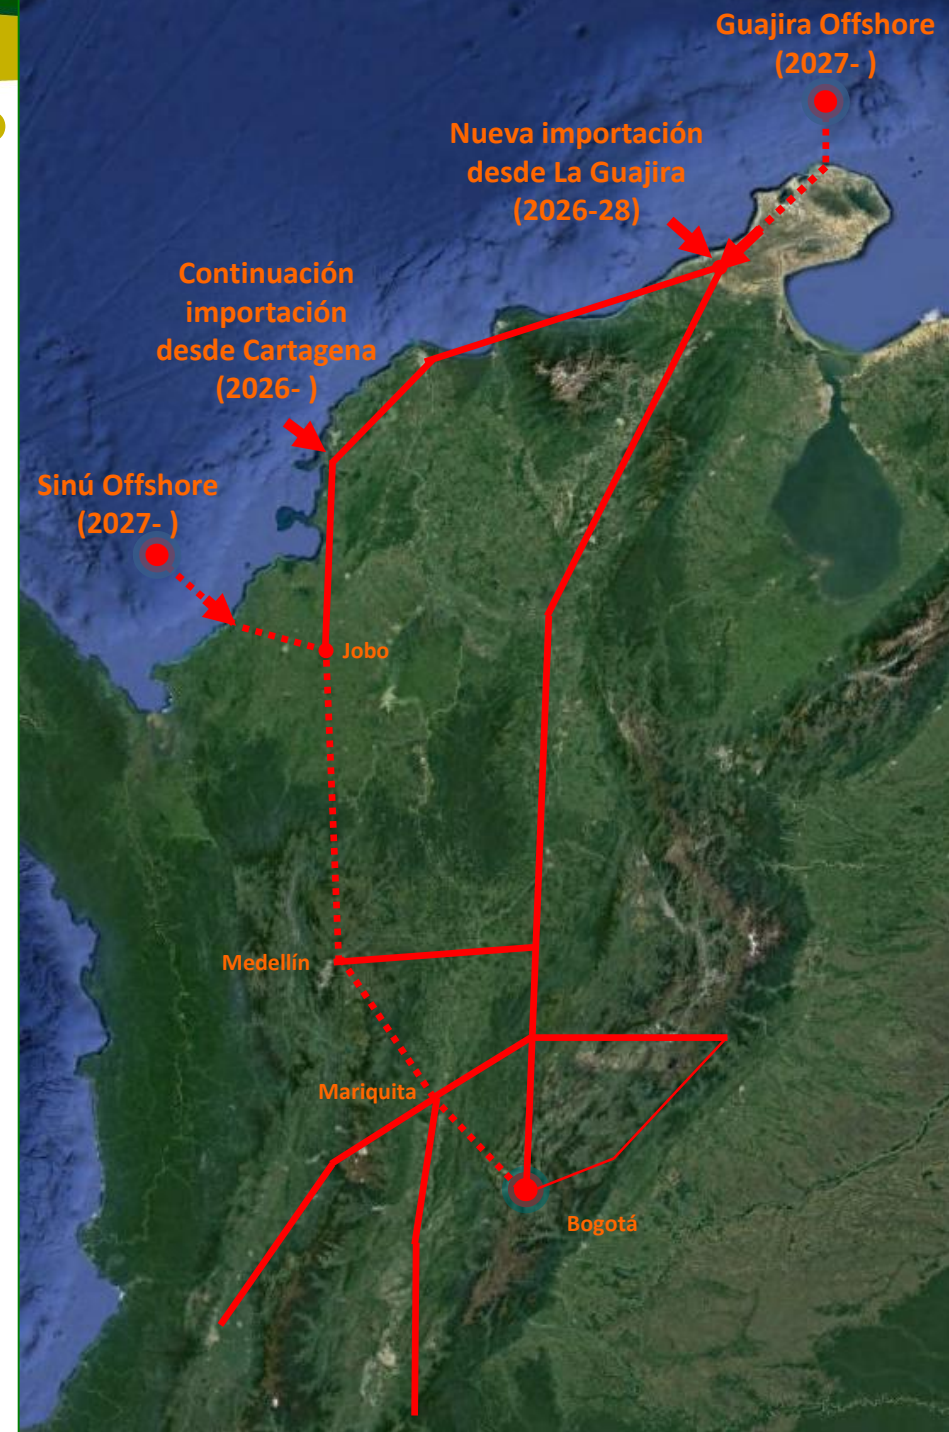 Guajira Offshore
(2027- )
Nueva importación
desde La Guajira
(2026-28)
Continuación
importación
desde Cartagena
(2026- )
Sinú Offshore
(2027- )
Jobo
Medellín
Mariquita
Bogotá